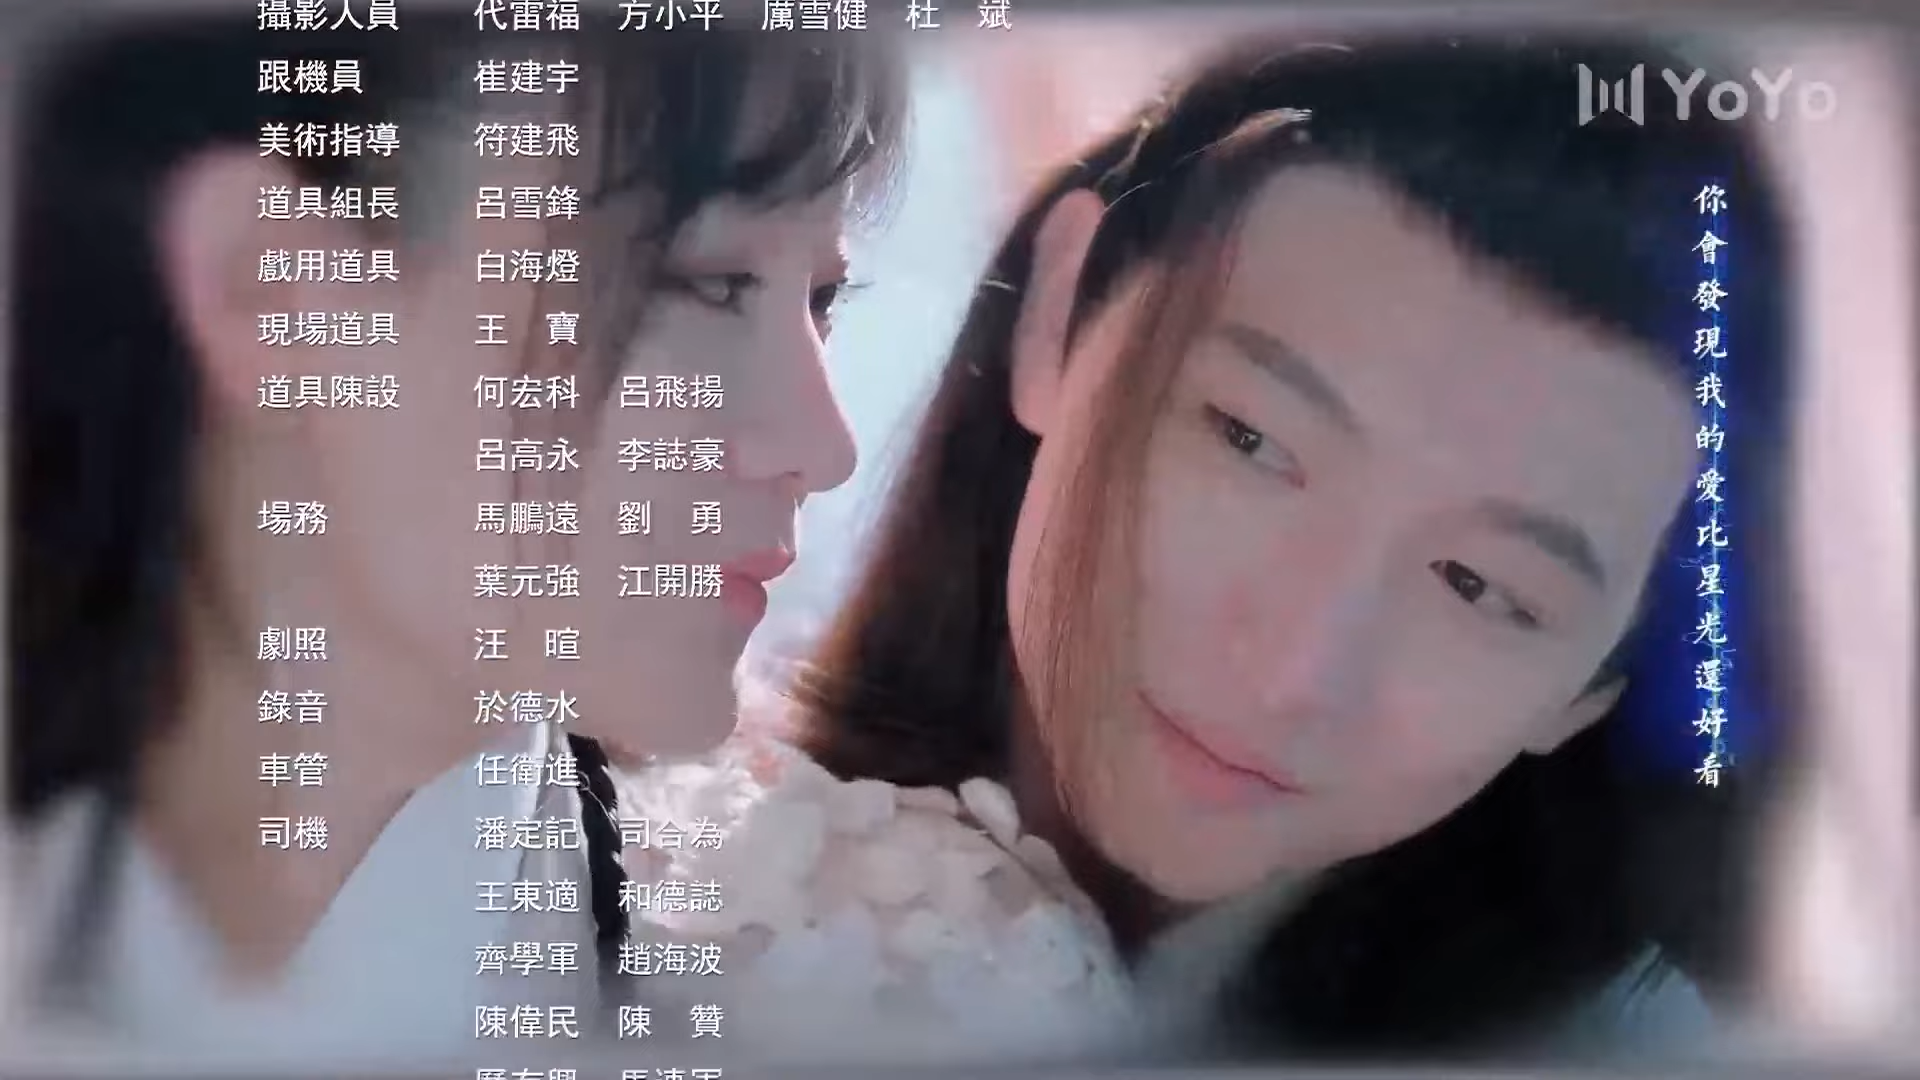 攝影人員 代雷福 方小平 厲雪健 杜 斌
跟機員 崔建宇
美術指導 符建飛
道具組長 呂雪鋒
戲用道具 白海燈
現場道具 王 寶
道具陳設 何宏科 呂飛揚
呂高永 李誌豪
場務 馬鵬遠 劉 勇
葉元強 江開勝
劇照 汪 暄
錄音 於德水
車管 任衛進
司機 潘定記 司合為
王東適 和德誌
齊學軍 趙海波
陳偉民 陳 贊
YoYo
你會發現我的愛比星光還好看